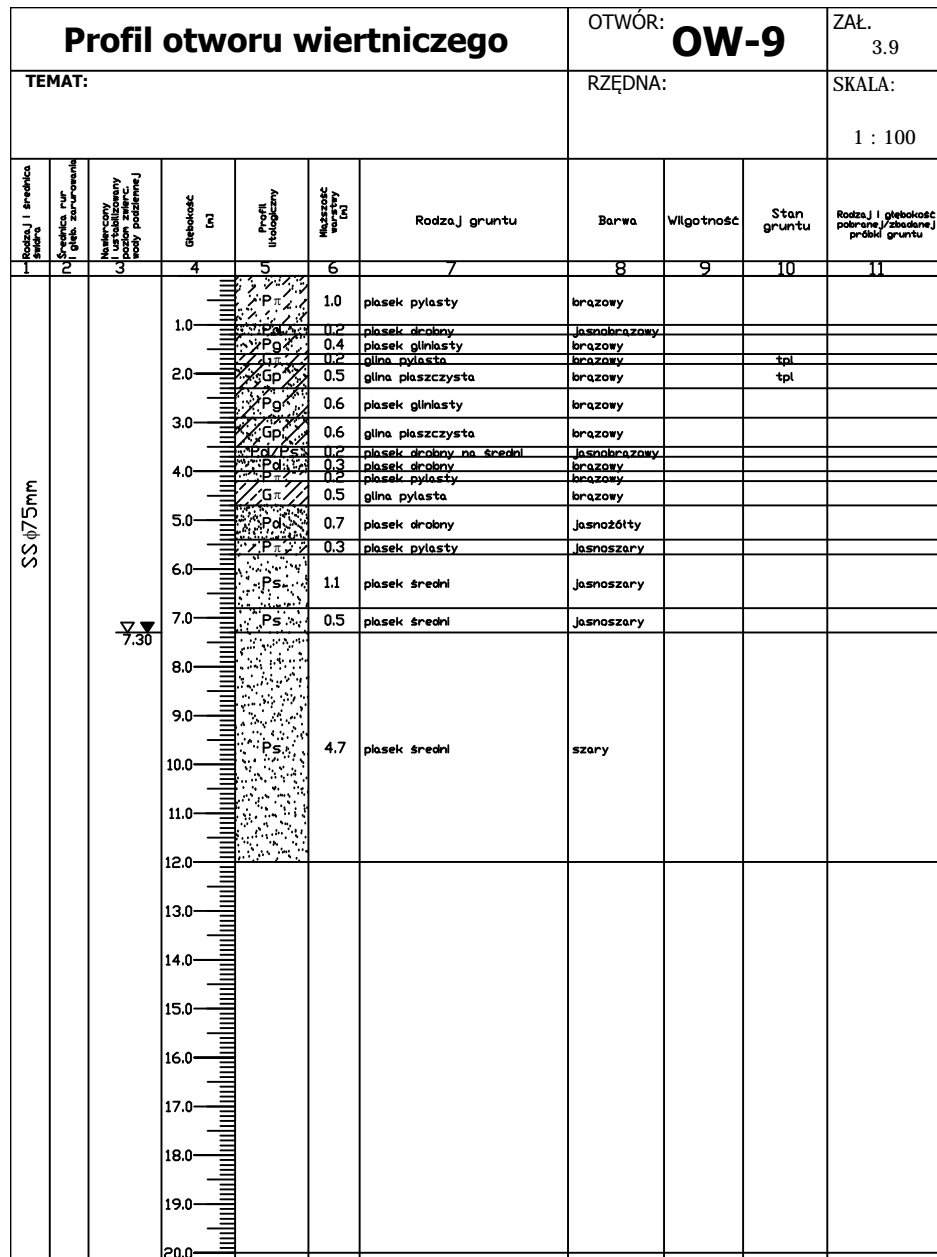 Profil otworu wiertniczego
OTWÓR: OW-9
ZAŁ.
3.9
TEMAT:
RZĘDNA:
SKALA:
1 : 100
Rodzaj i średnica
świdra
Średnica rur
i głęb. zarurowania
Nawiercony
i ustabilizowany
poziom zwierc.
wody podziemnej
Głębokość
[m]
Profil
litologiczny
Miąższość
warstwy
[m]
Rodzaj gruntu
Barwa
Wilgotność
Stan
gruntu
Rodzaj i głębokość
pobranej/zbadanej
próbki gruntu
1 2 3 4 5 6 7 8 9 10 11
Pπ 1.0 piasek pylasty brązowy
1.0
Pd 0.2 piasek drobny jasnobrązowy
Pg 0.4 piasek gliniasty brązowy
Gπ 0.2 glina pylasta brązowy tpl
2.0 Gp 0.5 glina piaszczysta brązowy tpl
Pg 0.6 piasek gliniasty brązowy
3.0
Gp 0.6 glina piaszczysta brązowy
Pd/Ps 0.2 piasek drobny na średni jasnobrązowy
Pd 0.3 piasek drobny brązowy
4.0
Pπ 0.2 piasek pylasty brązowy
Gπ 0.5 glina pylasta brązowy
5.0 Pd 0.7 piasek drobny jasnożółty
Pπ 0.3 piasek pylasty jasnoszary
6.0
Ps 1.1 piasek średni jasnoszary
7.0 Ps 0.5 piasek średni jasnoszary
7.30
8.0
9.0
Ps 4.7 piasek średni szary
10.0
11.0
12.0
13.0
14.0
15.0
16.0
17.0
18.0
19.0
20.0
SSϕ75mm